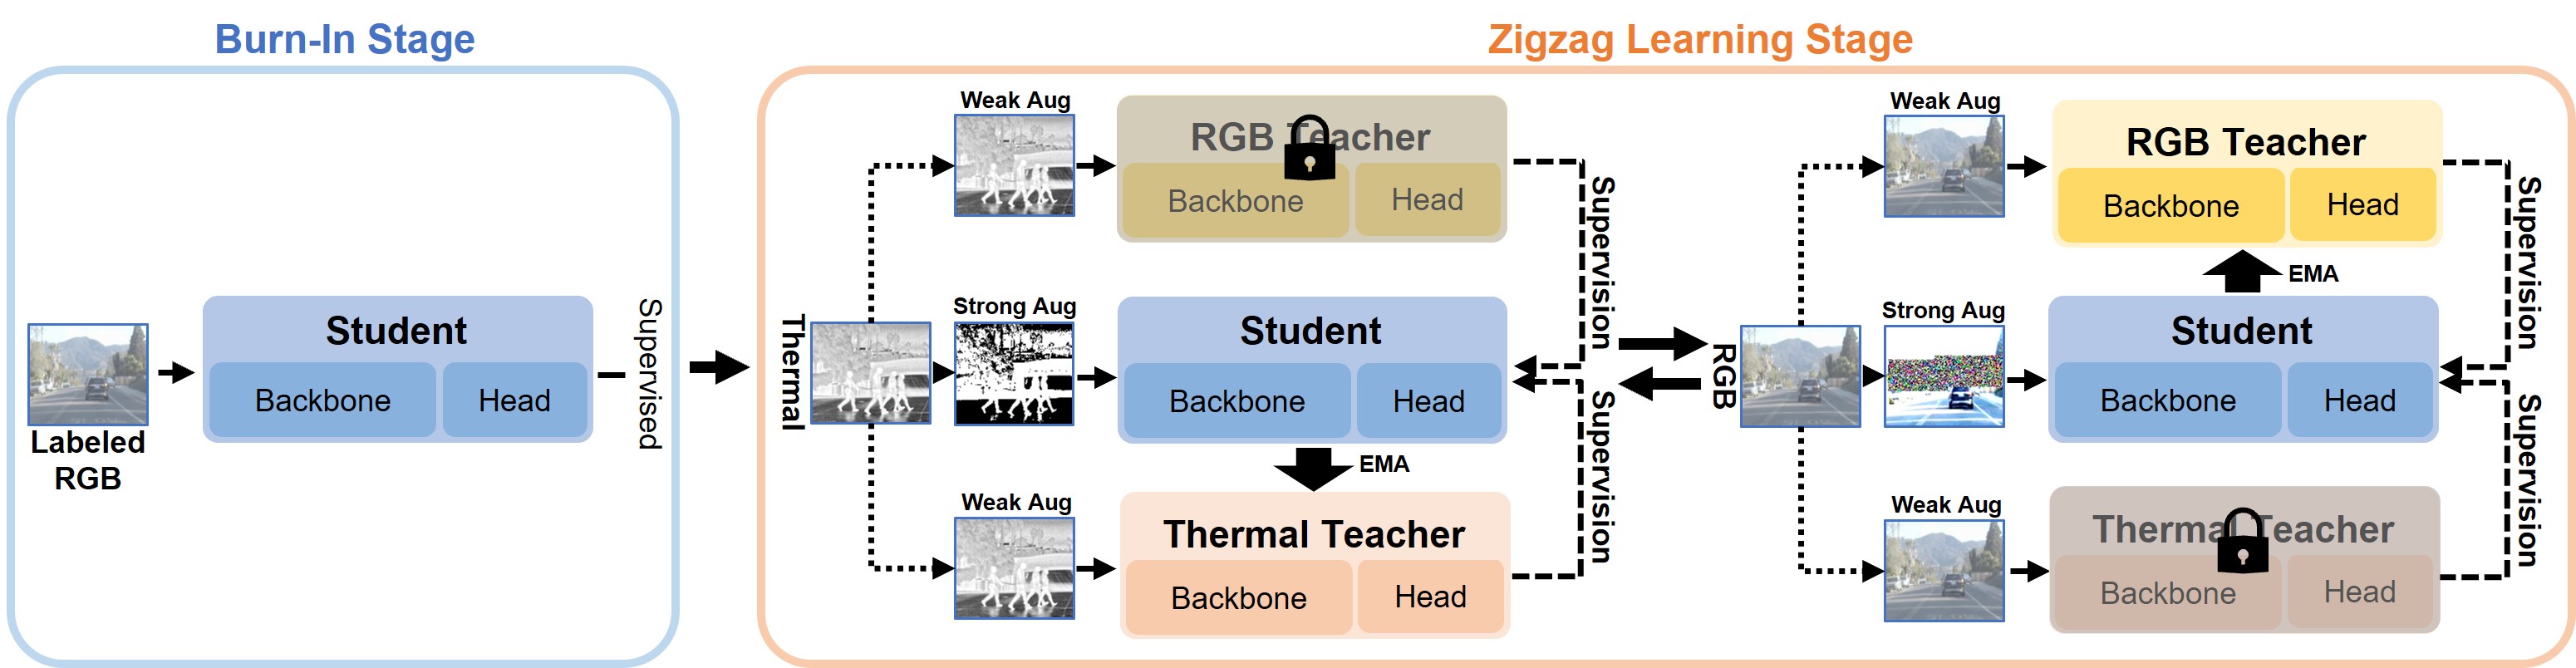 Burn-In Stage
Labeled
RGB
Student
Backbone
Head
Supervised
Zigzag Learning Stage
Thermal
Weak Aug
RGB Teacher
Backbone
Head
Strong Aug
Student
Backbone
Head
EMA
Weak Aug
Thermal Teacher
Backbone
Head
Supervision
Supervision
RGB
Weak Aug
RGB Teacher
Backbone
Head
EMA
Strong Aug
Student
Backbone
Head
Weak Aug
Thermal Teacher
Backbone
Head
Supervision
Supervision